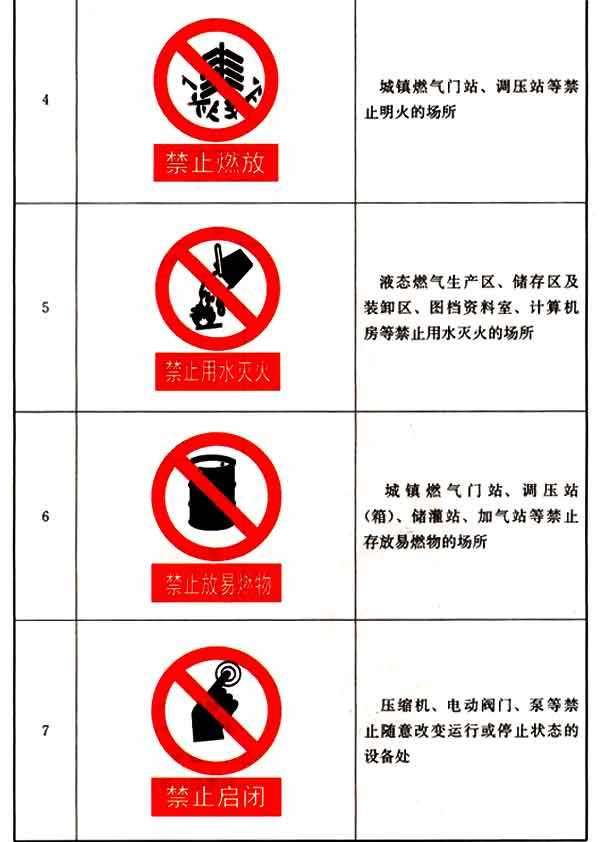 4
禁止燃放
城镇燃气门站、调压站等禁
止明火的场所
5
禁止用水灭火
液态燃气生产区、储存区及
装卸区、图档资料室、计算机
房等禁止用水灭火的场所
6
禁止放易燃物
城镇燃气门站、调压站
(箱)、储灌站、加气站等禁止
存放易燃物的场所
7
禁止启闭
压缩机、电动阀门、泵等禁
止随意改变运行或停止状态的
设备处